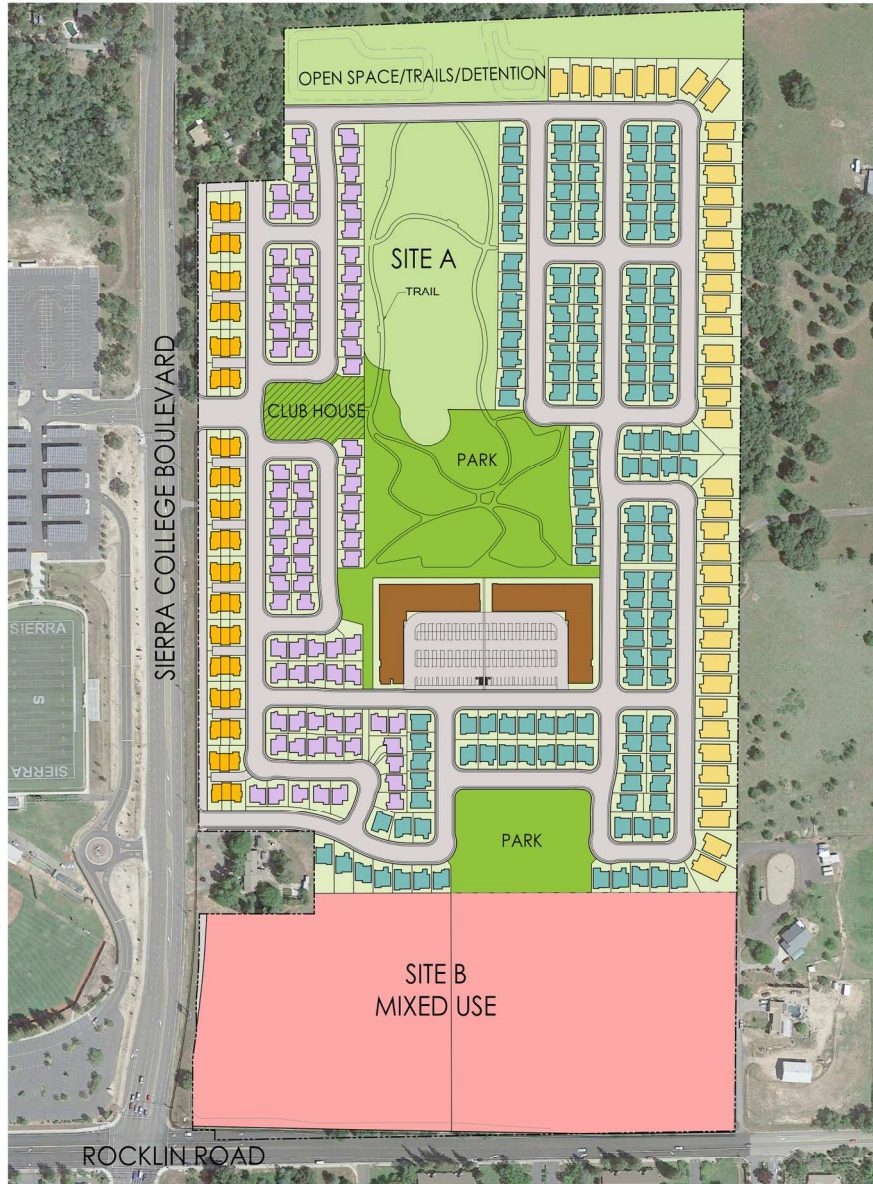 OPEN SPACE/TRAILS/DETENTION
SITE A
TRAIL
SIERRA COLLEGE BOULEVARD
CLUB HOUSE
PARK
SIERRA
S
SIERRA
PARK
SITE B
MIXED USE
ROCKLIN ROAD